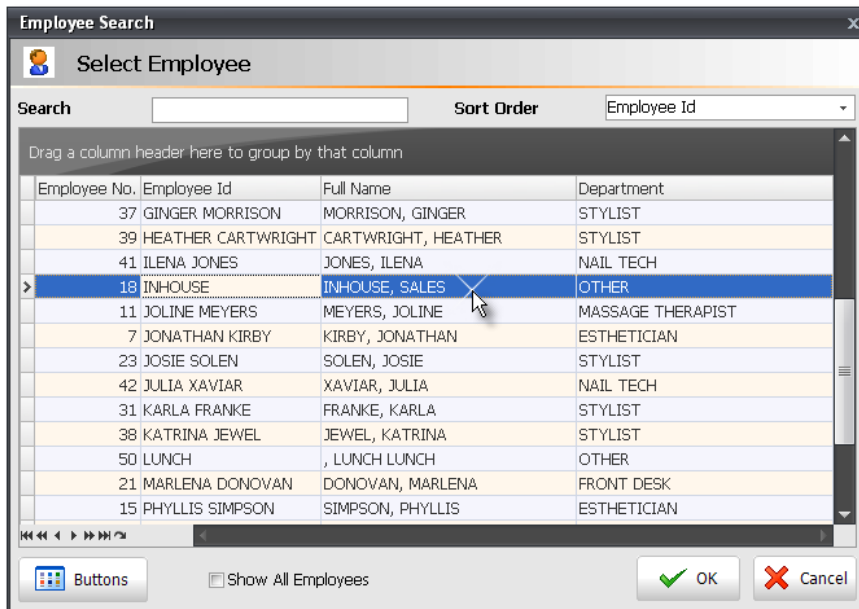 Employee Search
Select Employee
Search Sort Order Employee Id
Drag a column header here to group by that column
Employee No. Employee Id Full Name Department
37 GINGER MORRISON MORRISON, GINGER STYLIST
39 HEATHER CARTWRIGHT CARTWRIGHT, HEATHER STYLIST
41 ILENA JONES JONES, ILENA NAIL TECH
18 INHOUSE INHOUSE, SALES OTHER
11 JOLINE MEYERS MEYERS, JOLINE MASSAGE THERAPIST
7 JONATHAN KIRBY KIRBY, JONATHAN ESTHETICIAN
23 JOSIE SOLEN SOLEN, JOSIE STYLIST
42 JULIA XAVIAR XAVIAR, JULIA NAIL TECH
31 KARLA FRANKE FRANKE, KARLA STYLIST
38 KATRINA JEWEL JEWEL, KATRINA STYLIST
50 LUNCH , LUNCH LUNCH OTHER
21 MARLENA DONOVAN DONOVAN, MARLENA FRONT DESK
15 PHYLLIS SIMPSON SIMPSON, PHYLLIS ESTHETICIAN
Buttons Show All Employees OK Cancel